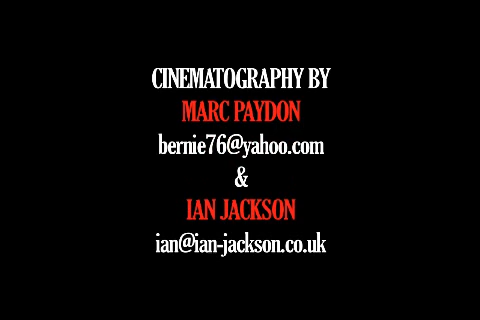 CINEMATOGRAPHY BY
MARC PAYDON
bernie76@yahoo.com
&
IAN JACKSON
ian@ian-jackson.co.uk